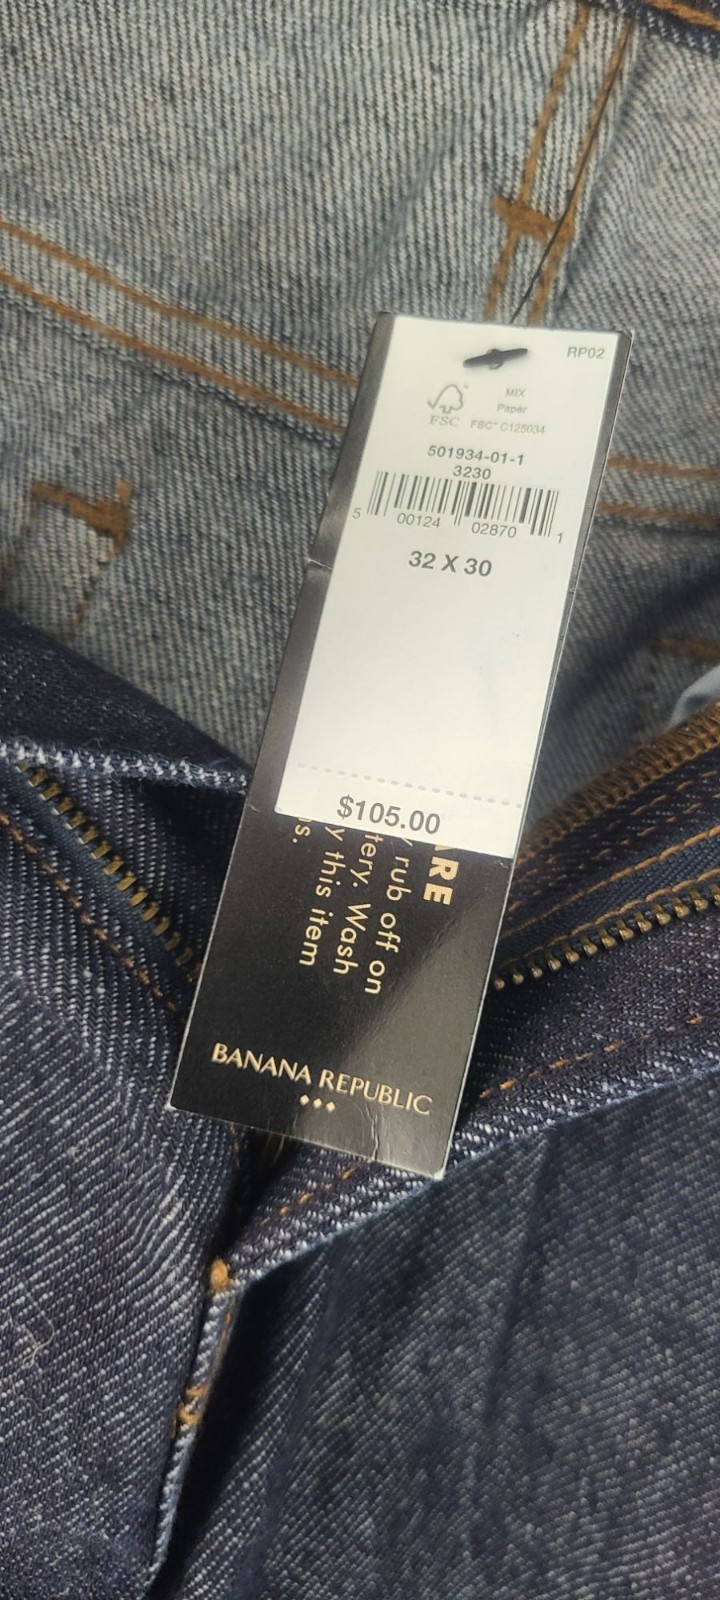 RP02
MIX
Paper
FSC® C125034
FSC
501934-01-1
3230
5 00124 02870 1
32 X 30
$105.00
ARE
rub off on
tery. Wash
y this item
s.
BANANA REPUBLIC